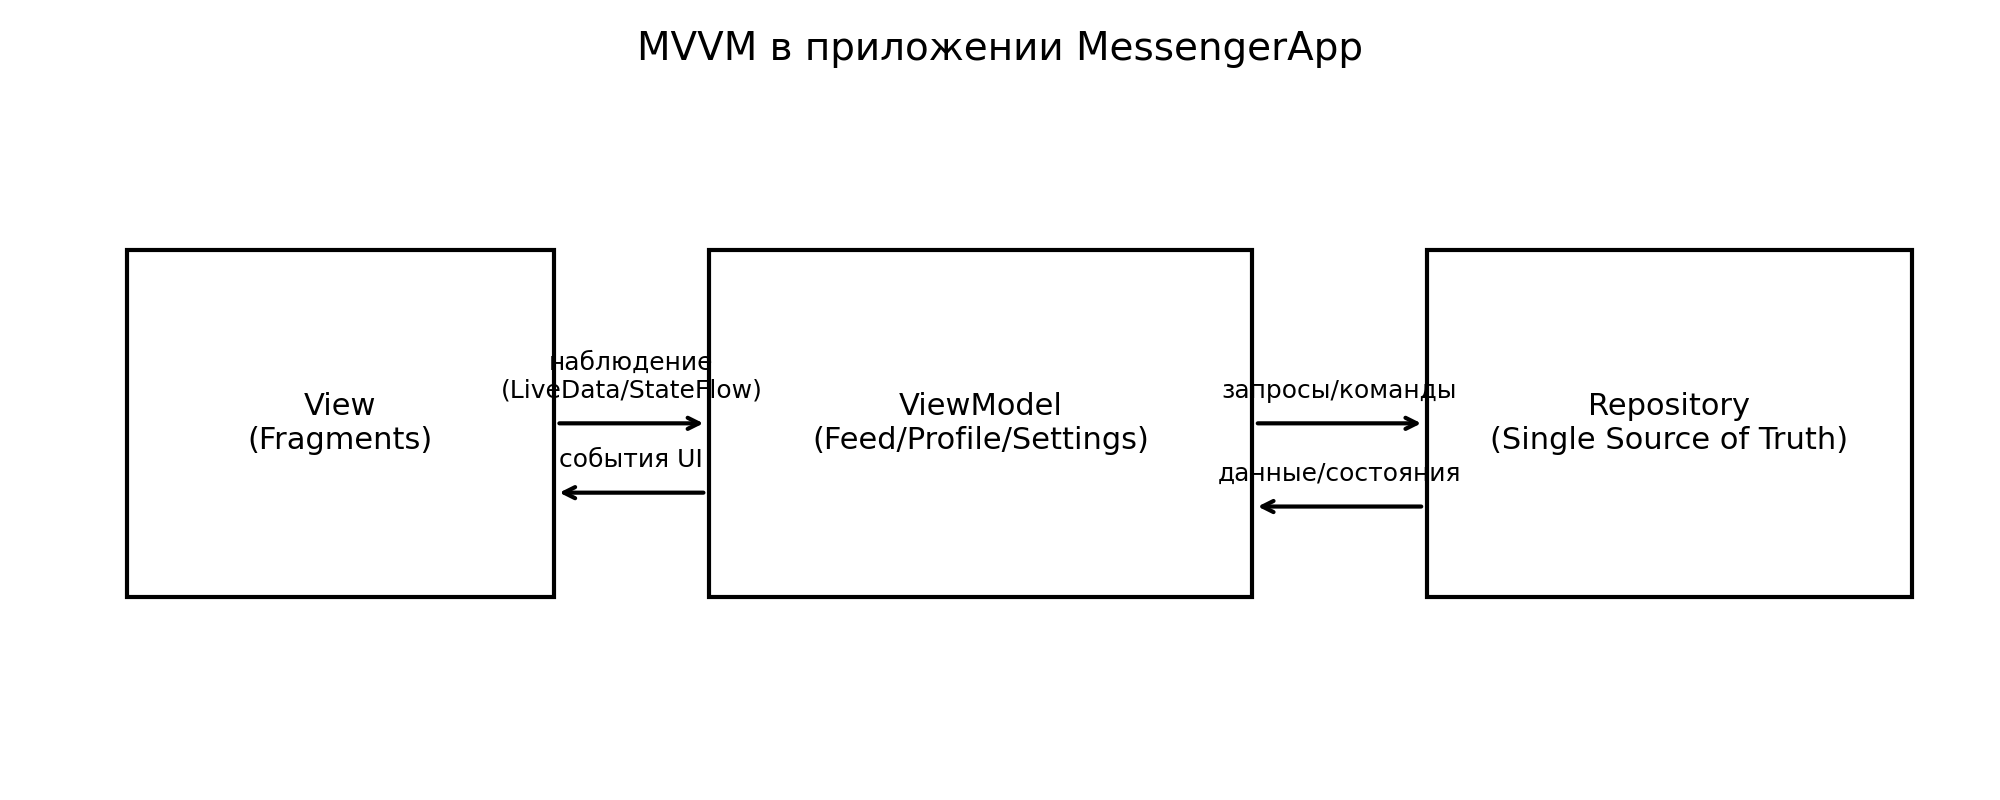 MVVM в приложении MessengerApp
View
(Fragments)
наблюдение
(LiveData/StateFlow)
события UI
ViewModel
(Feed/Profile/Settings)
запросы/команды
данные/состояния
Repository
(Single Source of Truth)